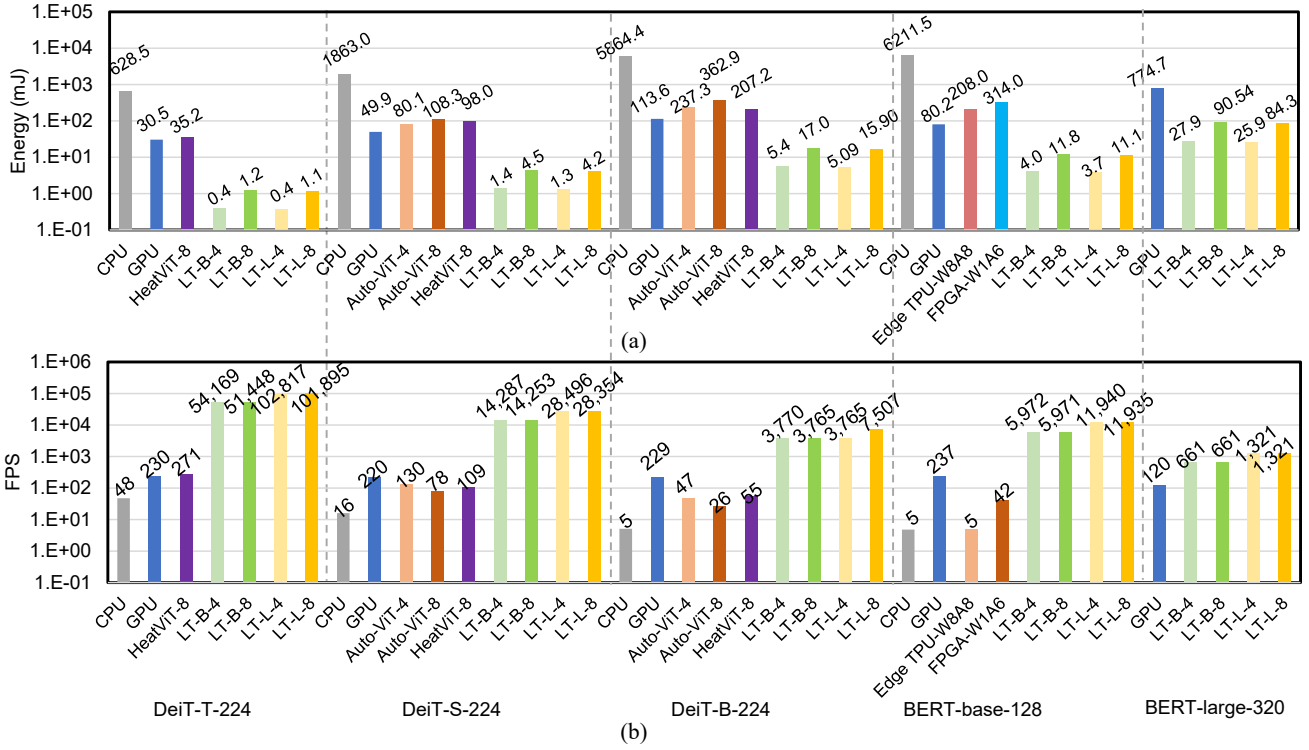 1.E+05
1.E+04
1.E+03
1.E+02
1.E+01
1.E+00
1.E-01
Energy (mJ)
628.5
30.5
35.2
0.4
1.2
0.4
1.1
1863.0
49.9
80.1
108.3
98.0
1.4
4.5
1.3
4.2
5864.4
113.6
237.3
362.9
207.2
5.4
17.0
5.09
15.90
6211.5
80.2
208.0
314.0
4.0
11.8
3.7
11.1
774.7
27.9
90.54
25.9
84.3
CPU
GPU
HeatViT-8
LT-B-4
LT-B-8
LT-L-4
LT-L-8
CPU
GPU
Auto-ViT-4
Auto-ViT-8
HeatViT-8
LT-B-4
LT-B-8
LT-L-4
LT-L-8
CPU
GPU
Auto-ViT-4
Auto-ViT-8
HeatViT-8
LT-B-4
LT-B-8
LT-L-4
LT-L-8
CPU
GPU
Edge TPU-W8A8
FPGA-W1A6
LT-B-4
LT-B-8
LT-L-4
LT-L-8
GPU
LT-B-4
LT-B-8
LT-L-4
LT-L-8
(a)
1.E+06
1.E+05
1.E+04
1.E+03
1.E+02
1.E+01
1.E+00
1.E-01
FPS
48
230
271
54,169
51,448
102,817
101,895
16
220
130
78
109
14,287
14,253
28,496
28,354
5
229
47
26
55
3,770
3,765
3,765
7,507
5
237
5
42
5,972
5,971
11,940
11,935
120
661
661
1,321
1,321
CPU
GPU
HeatViT-8
LT-B-4
LT-B-8
LT-L-4
LT-L-8
CPU
GPU
Auto-ViT-4
Auto-ViT-8
HeatViT-8
LT-B-4
LT-B-8
LT-L-4
LT-L-8
CPU
GPU
Auto-ViT-4
Auto-ViT-8
HeatViT-8
LT-B-4
LT-B-8
LT-L-4
LT-L-8
CPU
GPU
Edge TPU-W8A8
FPGA-W1A6
LT-B-4
LT-B-8
LT-L-4
LT-L-8
GPU
LT-B-4
LT-B-8
LT-L-4
LT-L-8
DeiT-T-224
DeiT-S-224
DeiT-B-224
BERT-base-128
BERT-large-320
(b)